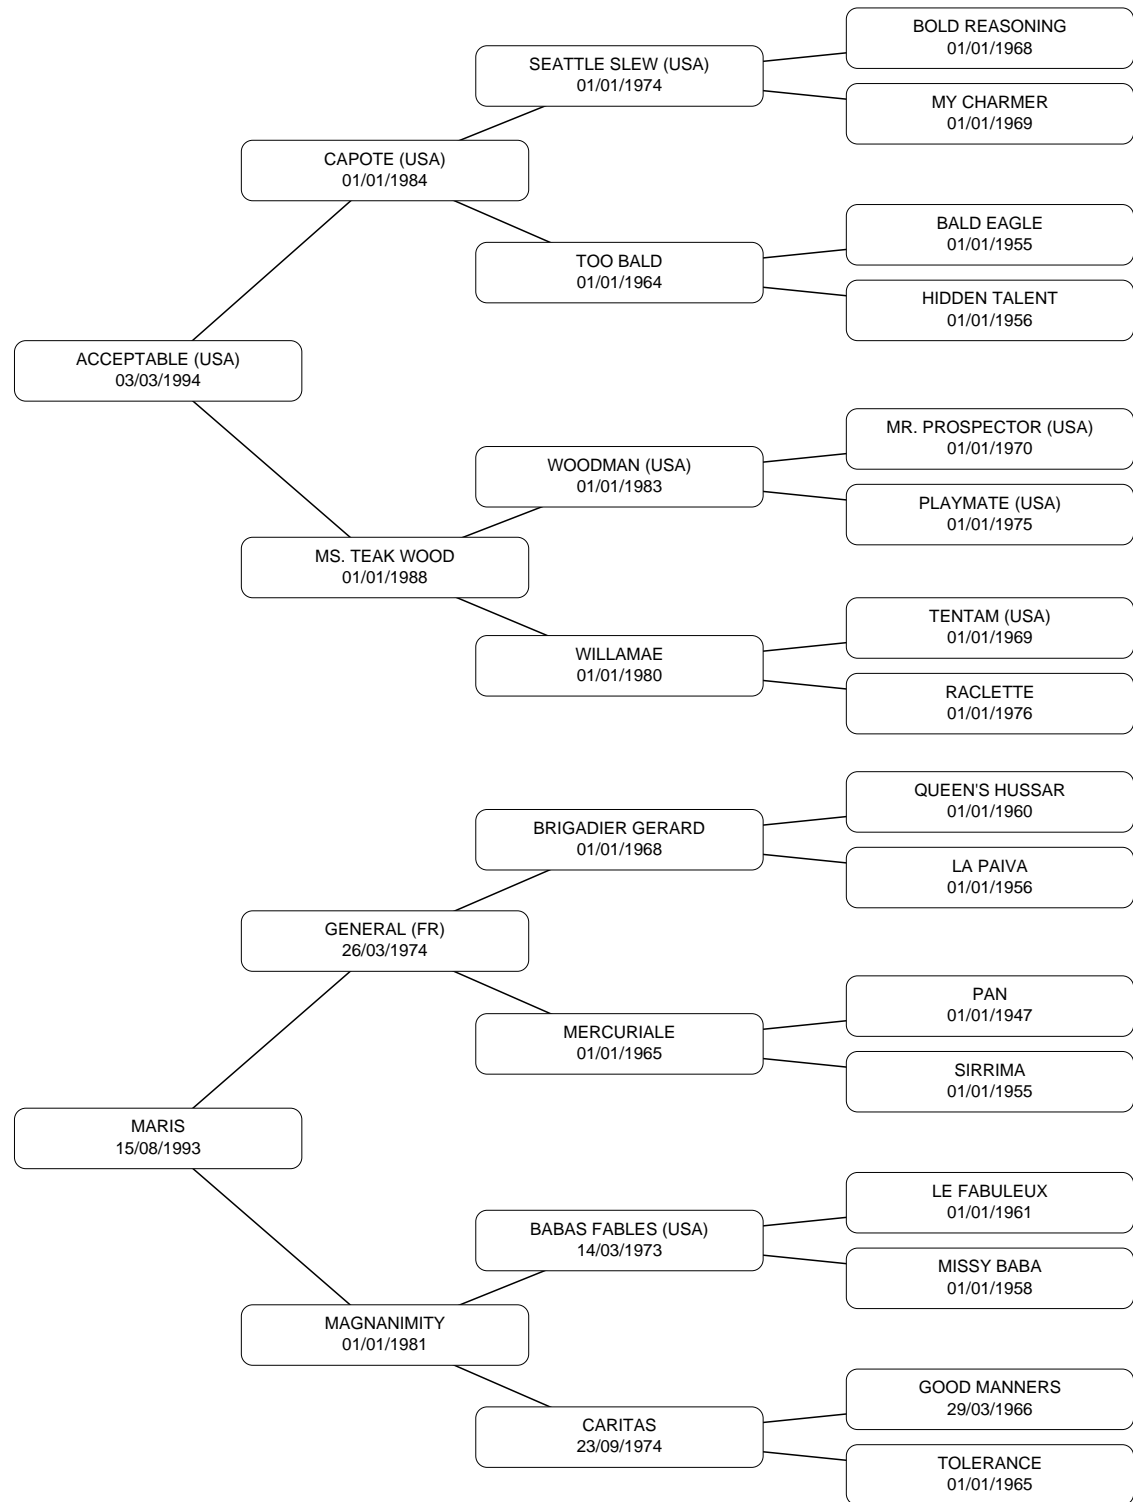 BOLD REASONING
01/01/1968
SEATTLE SLEW (USA)
01/01/1974
MY CHARMER
01/01/1969
CAPOTE (USA)
01/01/1984
BALD EAGLE
01/01/1955
TOO BALD
01/01/1964
HIDDEN TALENT
01/01/1956
ACCEPTABLE (USA)
03/03/1994
MR. PROSPECTOR (USA)
01/01/1970
WOODMAN (USA)
01/01/1983
PLAYMATE (USA)
01/01/1975
MS. TEAK WOOD
01/01/1988
TENTAM (USA)
01/01/1969
WILLAMAE
01/01/1980
RACLETTE
01/01/1976
QUEEN'S HUSSAR
01/01/1960
BRIGADIER GERARD
01/01/1968
LA PAIVA
01/01/1956
GENERAL (FR)
26/03/1974
PAN
01/01/1947
MERCURIALE
01/01/1965
SIRRIMA
01/01/1955
MARIS
15/08/1993
LE FABULEUX
01/01/1961
BABAS FABLES (USA)
14/03/1973
MISSY BABA
01/01/1958
MAGNANIMITY
01/01/1981
GOOD MANNERS
29/03/1966
CARITAS
23/09/1974
TOLERANCE
01/01/1965